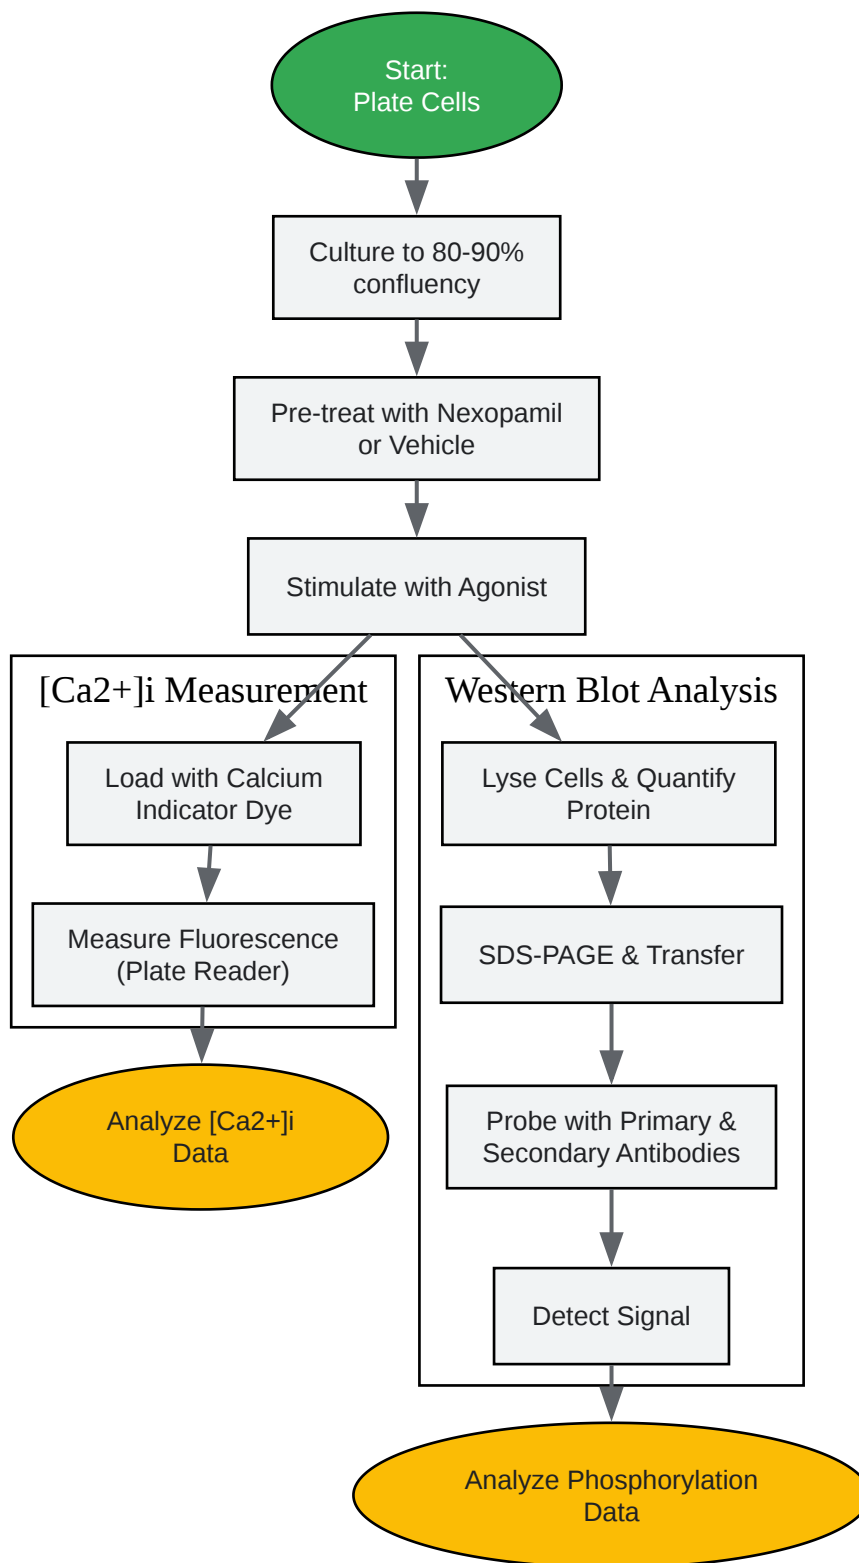 Start:
Plate Cells
Culture to 80-90%
confluency
Pre-treat with Nexopamil
or Vehicle
Stimulate with Agonist
[Ca2+]i Measurement
Load with Calcium
Indicator Dye
Measure Fluorescence
(Plate Reader)
Analyze [Ca2+]i
Data
Western Blot Analysis
Lyse Cells & Quantify
Protein
SDS-PAGE & Transfer
Probe with Primary &
Secondary Antibodies
Detect Signal
Analyze Phosphorylation
Data